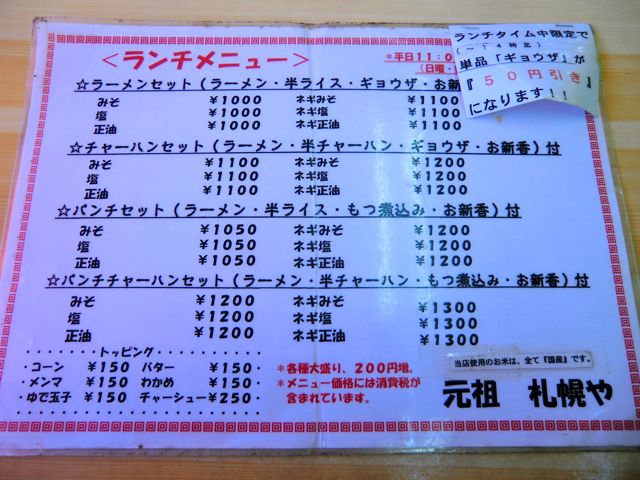 ランチタイム中限定で
(～14時迄)
単品「ギョウザ」が
『50円引き』
になります!!
＜ランチメニュー＞
＊平日11:0
(日曜・
☆ラーメンセット(ラーメン・半ライス・ギョウザ・お新
みそ ￥1000 ネギみそ ￥1100
塩 ￥1000 ネギ塩 ￥1100
正油 ￥1000 ネギ正油 ￥1100
☆チャーハンセット(ラーメン・半チャーハン・ギョウザ・お新香)付
みそ ￥1100 ネギみそ ￥1200
塩 ￥1100 ネギ塩 ￥1200
正油 ￥1100 ネギ正油 ￥1200
☆パンチセット(ラーメン・半ライス・もつ煮込み・お新香)付
みそ ￥1050 ネギみそ ￥1200
塩 ￥1050 ネギ塩 ￥1200
正油 ￥1050 ネギ正油 ￥1200
☆パンチチャーハンセット(ラーメン・半チャーハン・もつ煮込み・お新香)付
みそ ￥1200 ネギみそ ￥1300
塩 ￥1200 ネギ塩 ￥1300
正油 ￥1200 ネギ正油 ￥1300
・・・・・・・トッピング・・・・・・・・
・コーン ￥150 バター ￥150・
・メンマ ￥150 わかめ ￥150・
・ゆで玉子 ￥150 チャーシュー￥250・
＊各種大盛り、200円増。
＊メニュー価格には消費税が
含まれています。
当店使用のお米は、全て『国産』です。
元祖 札幌や